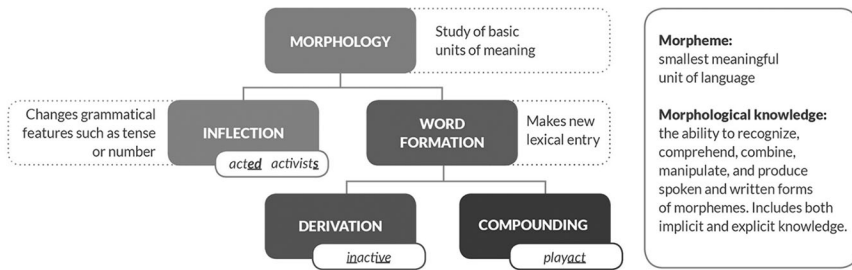 MORPHOLOGY
Study of basic
units of meaning
Changes grammatical
features such as tense
or number
INFLECTION
acted activists
WORD
FORMATION
Makes new
lexical entry
DERIVATION
inactive
COMPOUNDING
playact
Morpheme:
smallest meaningful
unit of language
Morphological knowledge:
the ability to recognize,
comprehend, combine,
manipulate, and produce
spoken and written forms
of morphemes. Includes both
implicit and explicit knowledge.